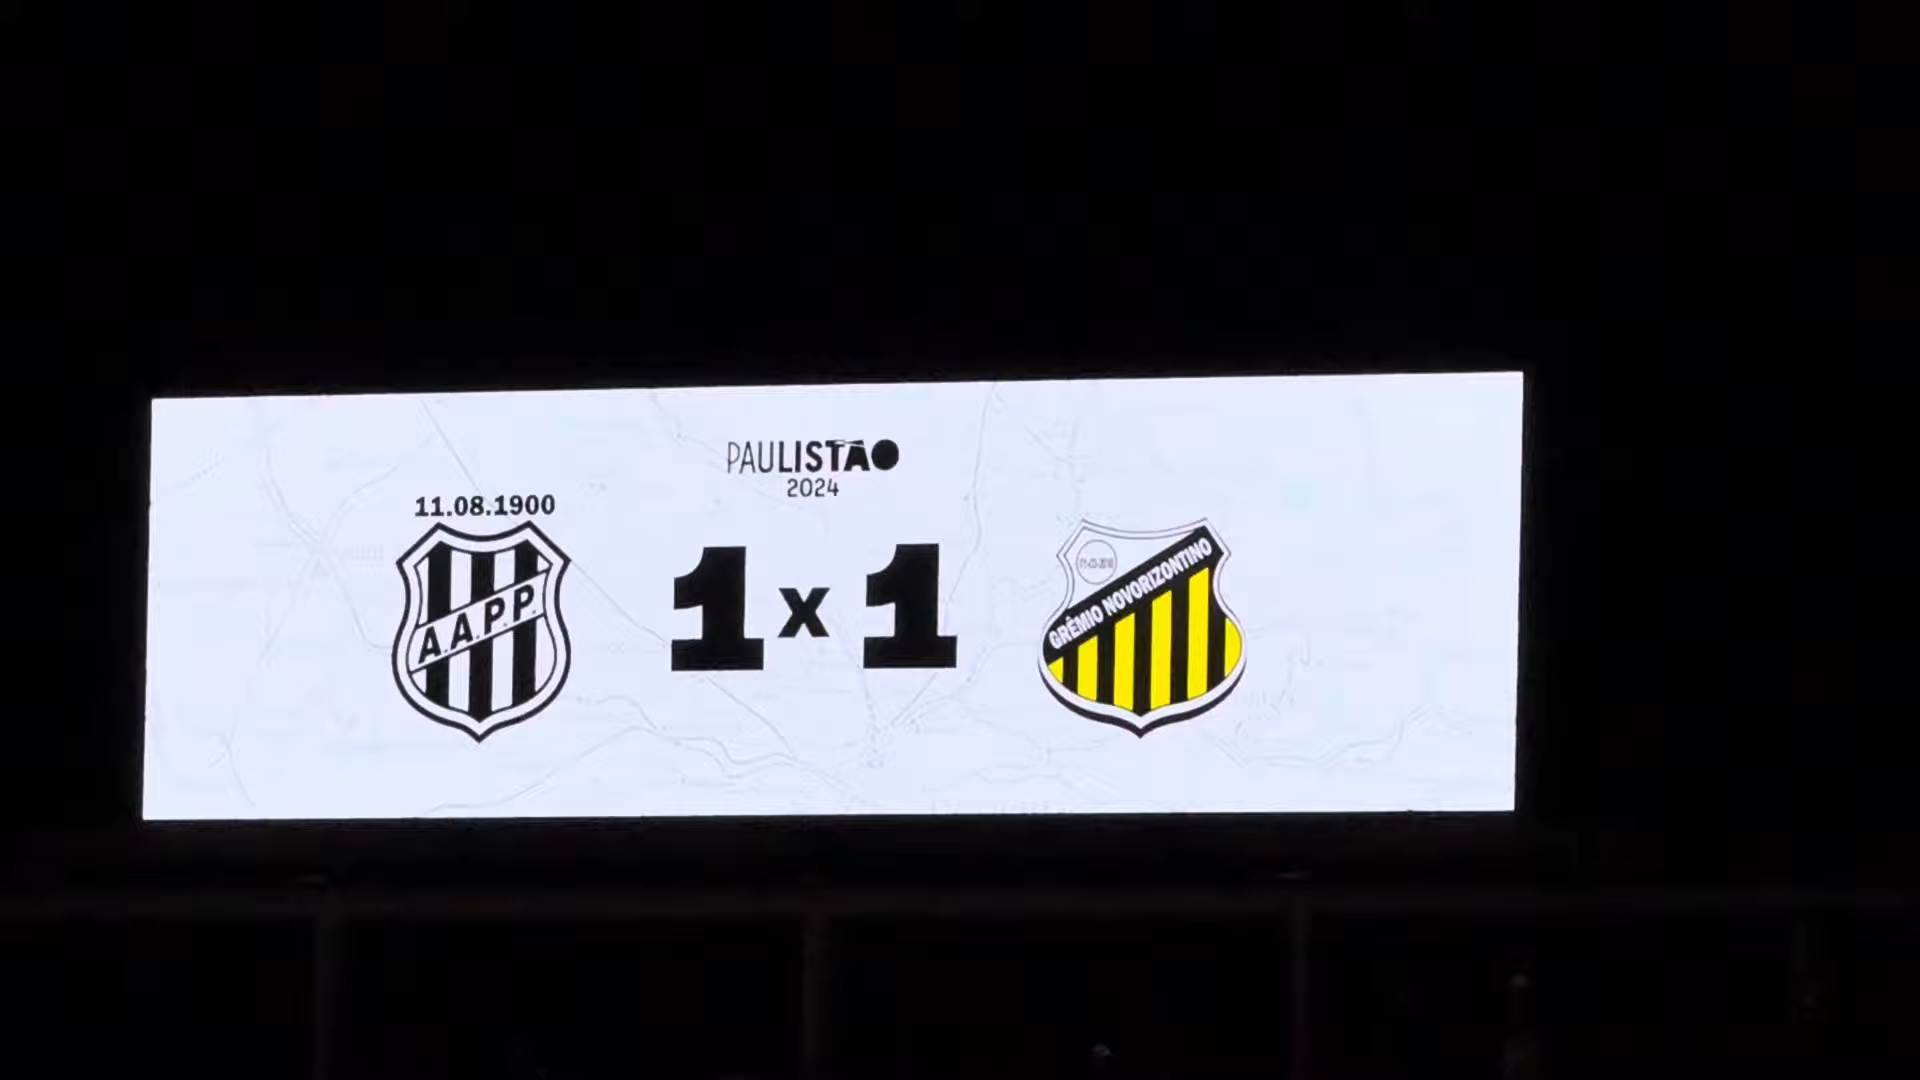 PAULISTÃO
2024
11.08.1900
A.A.P.P.
1 x 1
GRÊMIO NOVORIZONTINO